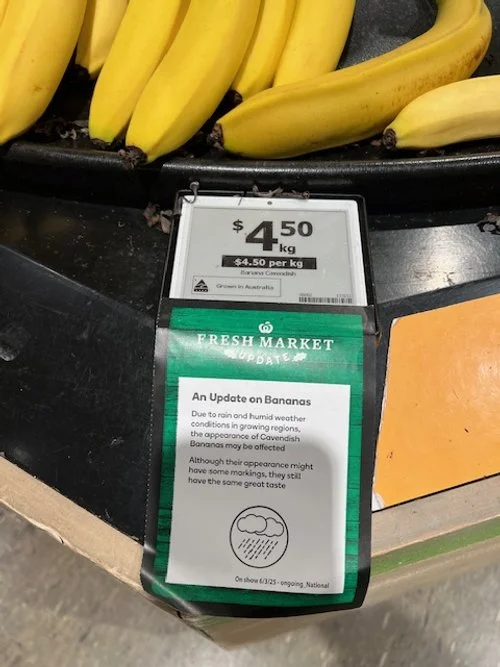 $4.50
kg
$4.50 per kg
Banana Cavendish
Grown in Australia
FRESH MARKET
UPDATE
An Update on Bananas
Due to rain and humid weather
conditions in growing regions,
the appearance of Cavendish
Bananas may be affected
Although their appearance might
have some markings, they still
have the same great taste
On show 6/3/25 - ongoing_National